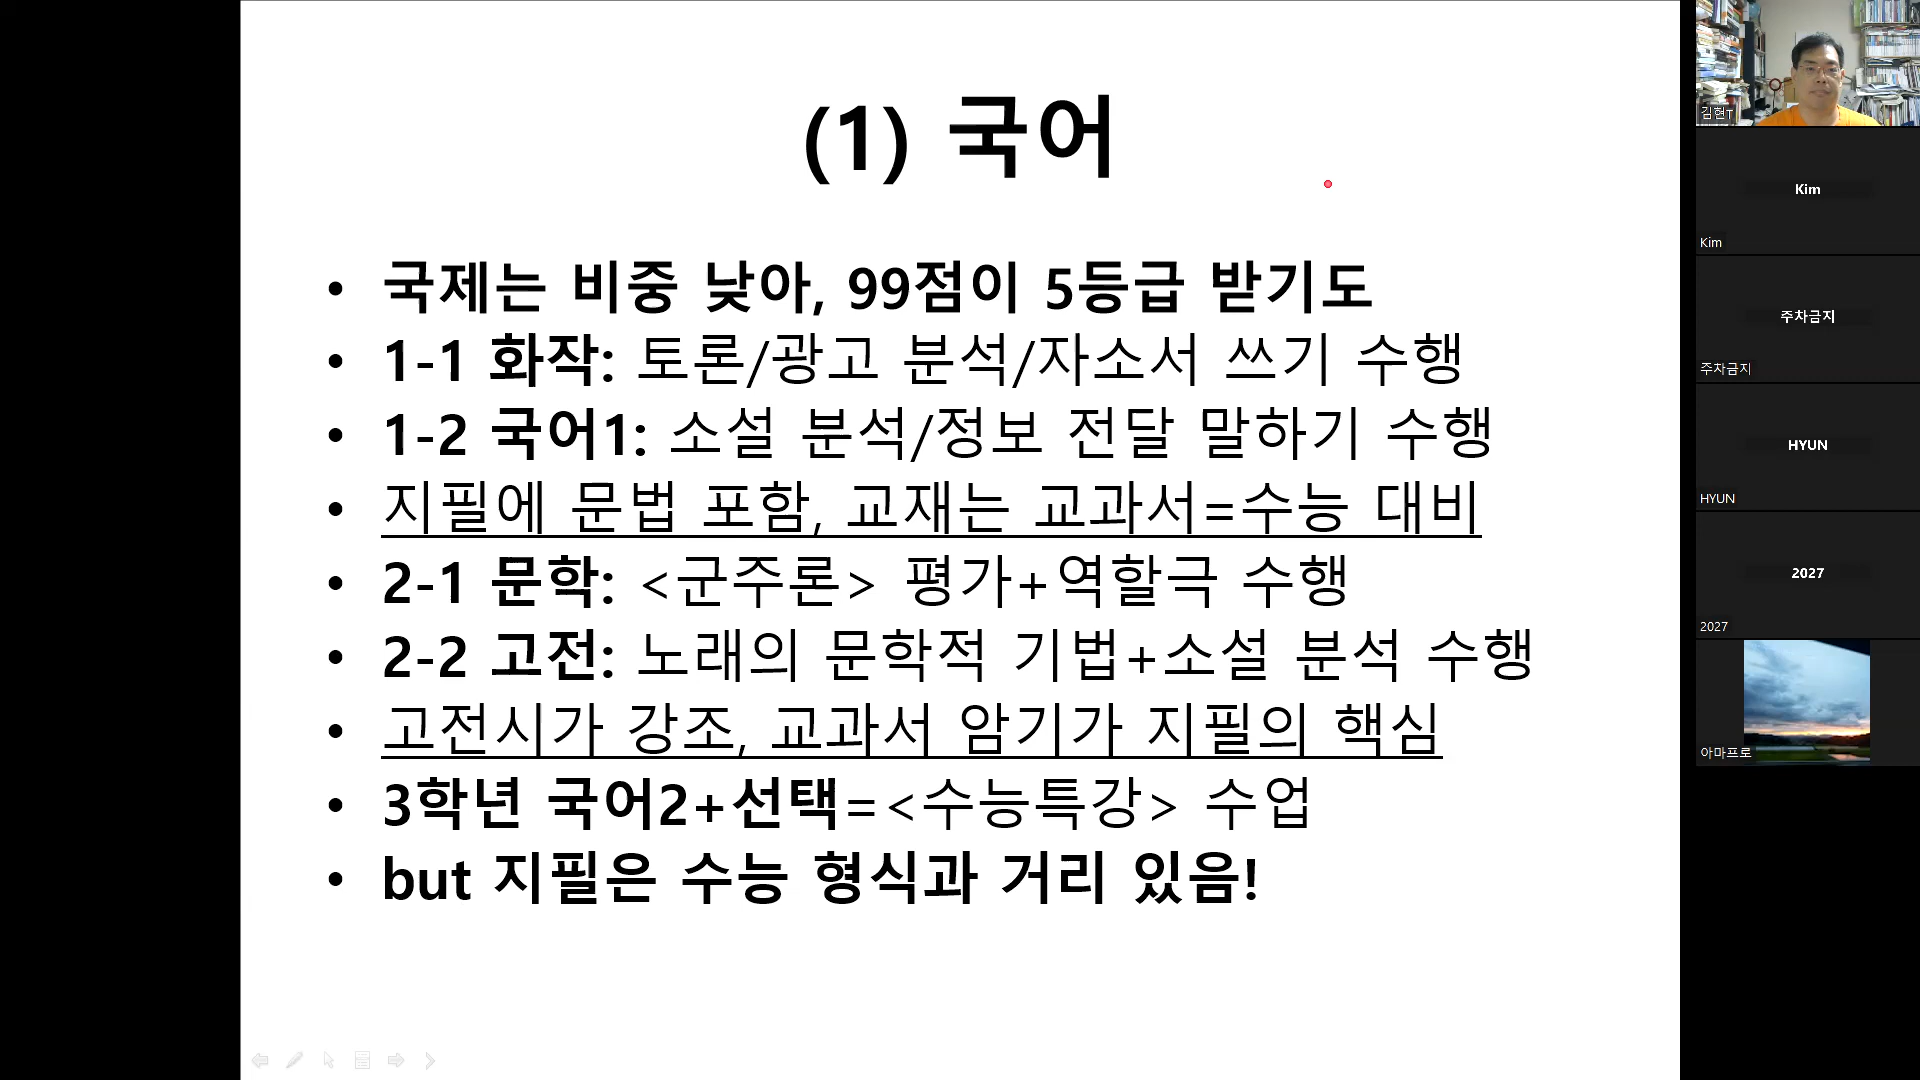 (1) 국어
• 국제는 비중 낮아, 99점이 5등급 받기도
• 1-1 화작: 토론/광고 분석/자소서 쓰기 수행
• 1-2 국어1: 소설 분석/정보 전달 말하기 수행
• 지필에 문법 포함, 교재는 교과서=수능 대비
• 2-1 문학: <군주론> 평가+역할극 수행
• 2-2 고전: 노래의 문학적 기법+소설 분석 수행
• 고전시가 강조, 교과서 암기가 지필의 핵심
• 3학년 국어2+선택=<수능특강> 수업
• but 지필은 수능 형식과 거리 있음!
김현T
Kim
Kim
주차금지
주차금지
HYUN
HYUN
2027
2027
아마프로